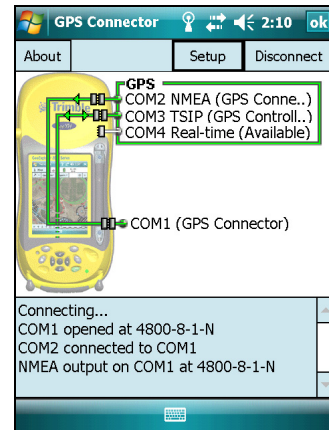 GPS Connector 2:10 ok
About Setup Disconnect
GPS
COM2 NMEA (GPS Conne..)
COM3 TSIP (GPS Controll..)
COM4 Real-time (Available)
Trimble
COM1 (GPS Connector)
Connecting...
COM1 opened at 4800-8-1-N
COM2 connected to COM1
NMEA output on COM1 at 4800-8-1-N